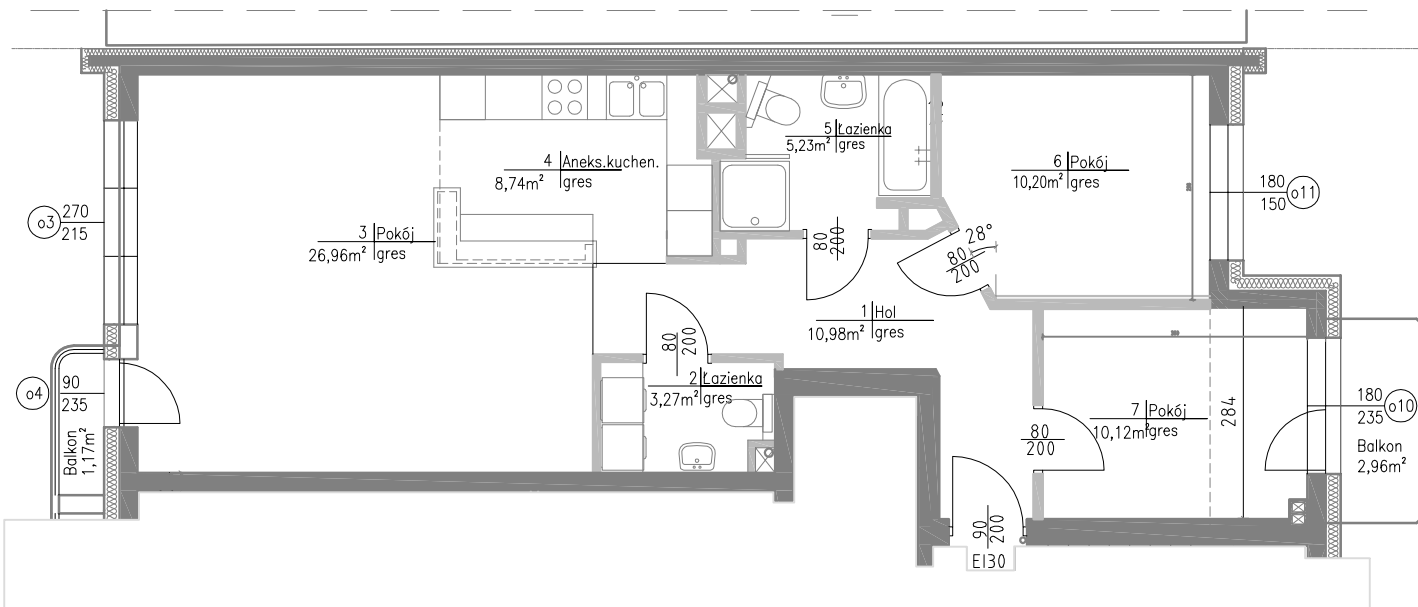 5 Łazienka
5,23m² gres
4 Aneks.kuchen.
8,74m² gres
6 Pokój
10,20m² gres
180
150
o11
o3
270
215
3 Pokój
26,96m² gres
80
200
28°
80
200
1 Hol
10,98m² gres
80
200
o4
90
235
2 Łazienka
3,27m² gres
Balkon
1,17m²
7 Pokój
10,12m² gres
284
180
235
o10
80
200
Balkon
2,96m²
90
200
EI30